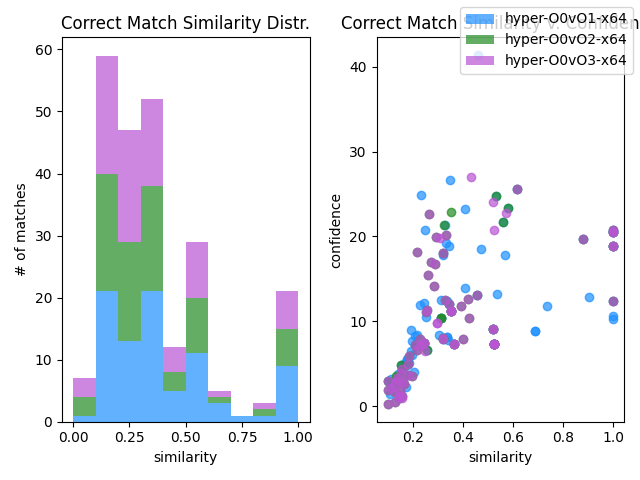 Correct Match Similarity Distr.
# of matches
60
50
40
30
20
10
0
0.00 0.25 0.50 0.75 1.00
similarity
Correct Match Similarity v. Confiden
hyper-O0vO1-x64
hyper-O0vO2-x64
hyper-O0vO3-x64
confidence
40
30
20
10
0
0.2 0.4 0.6 0.8 1.0
similarity